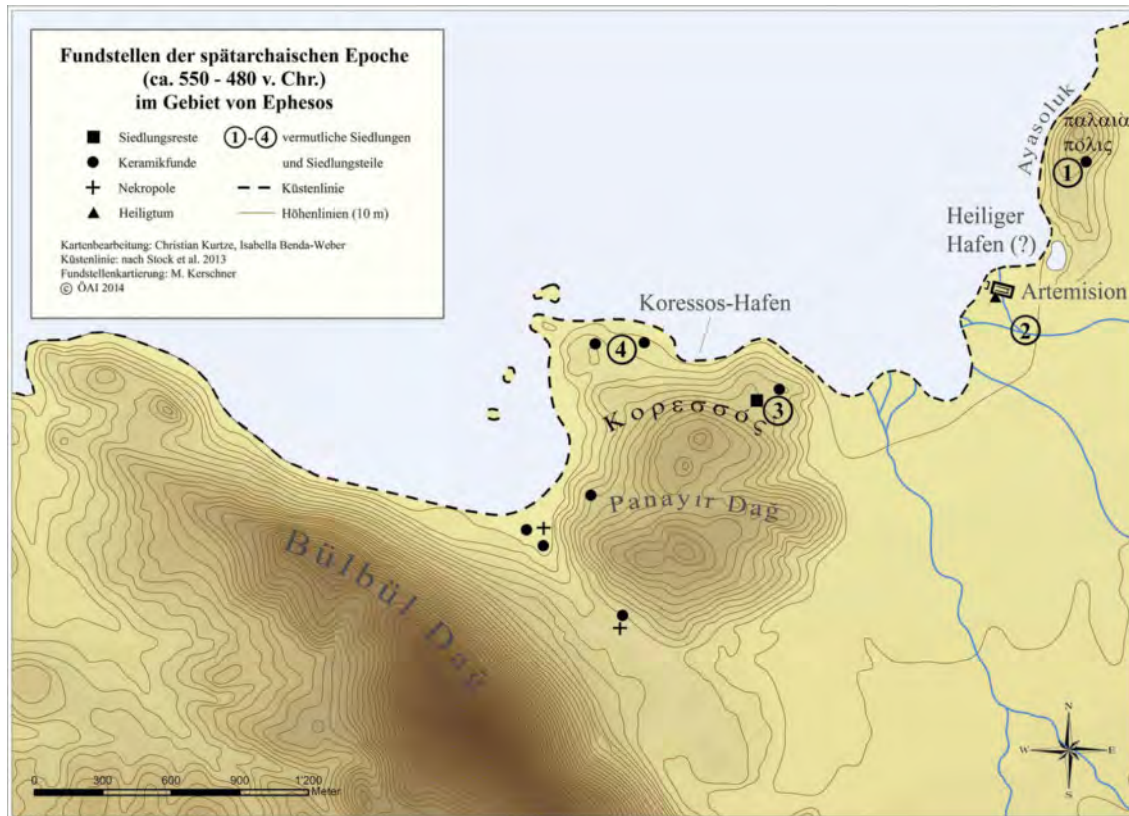 Fundstellen der spätarchaischen Epoche
(ca. 550 - 480 v. Chr.)
im Gebiet von Ephesos
Siedlungsreste
①-④ vermutliche Siedlungen
und Siedlungsteile
Keramikfunde
Nekropole
Küstenlinie
Heiligtum
Höhenlinien (10 m)
Kartenbearbeitung: Christian Kurtze, Isabella Benda-Weber
Küstenlinie: nach Stock et al. 2013
Fundstellenkartierung: M. Kerschner
© ÖAI 2014
Ayasoluk
παλαιὰ
πόλις
1
Heiliger
Hafen (?)
Artemision
2
Koressos-Hafen
4
Κορεσσος
3
Panayır Dağ
Bülbül Dağ
N
W E
S
0 300 600 900 1'200
Meter